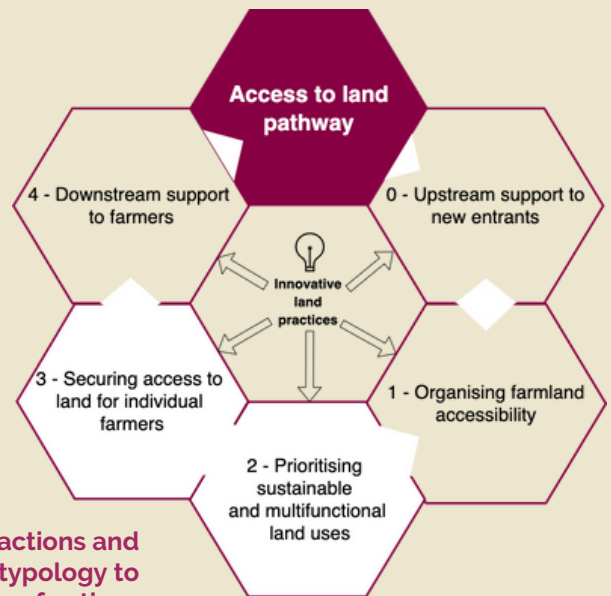 Access to land
pathway
4 - Downstream support
to farmers
0 - Upstream support to
new entrants
Innovative
land
practices
3 - Securing access to
land for individual
farmers
1 - Organising farmland
accessibility
2 - Prioritising
sustainable
and multifunctional
land uses
actions and
typology to